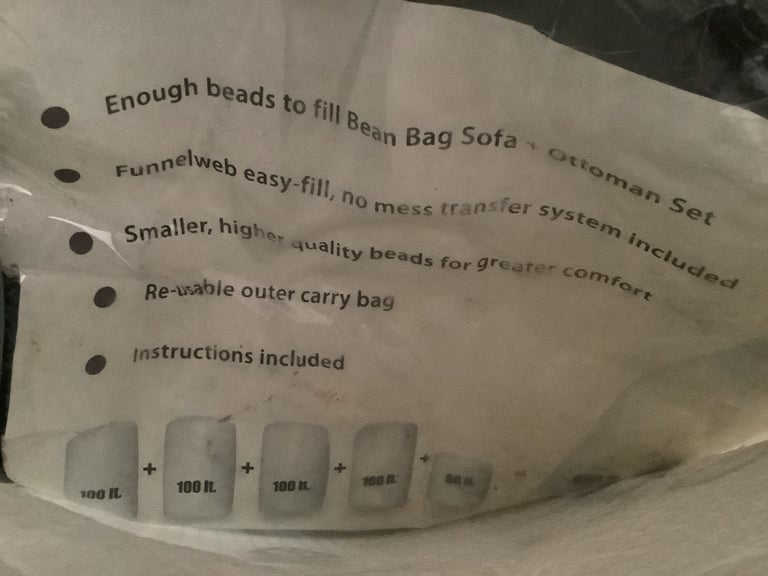 Enough beads to fill Bean Bag Sofa + Ottoman Set
Funnelweb easy-fill, no mess transfer system included
Smaller, higher quality beads for greater comfort
Re-usable outer carry bag
Instructions included
100 lt. + 100 lt. + 100 lt. + 100 lt. + 50 lt. =